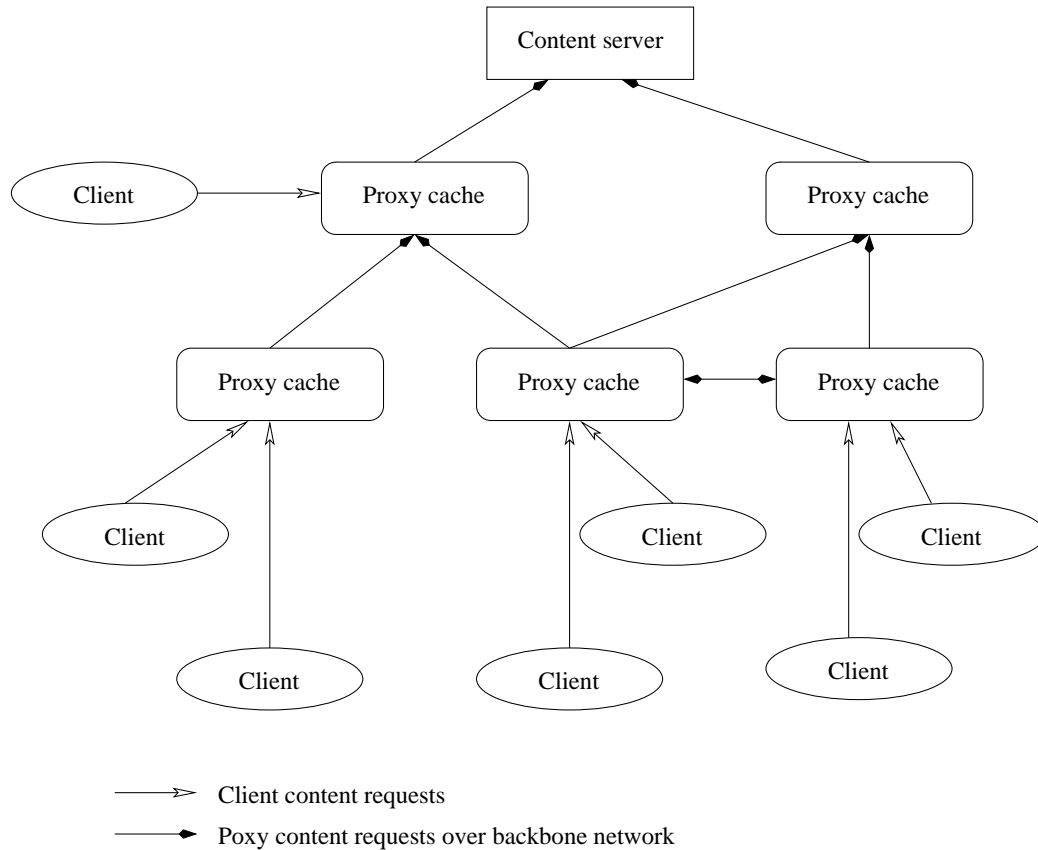 Content server
Client
Proxy cache
Proxy cache
Proxy cache
Proxy cache
Proxy cache
Client
Client
Client
Client
Client
Client
Client content requests
Poxy content requests over backbone network